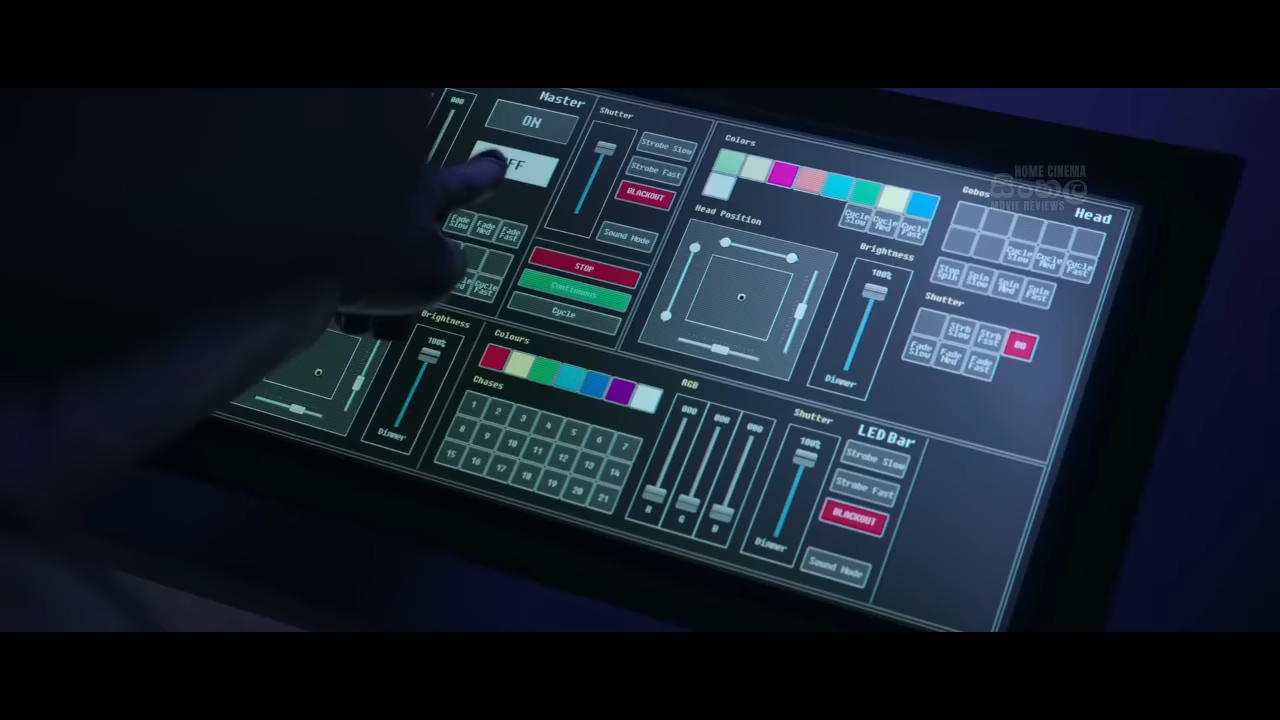 000
Master
ON
FF
Fade Slow
Fade Med
Fade Fast
Cycle Fast
Shutter
Strobe Slow
Strobe Fast
BLACKOUT
Sound Mode
STOP
Continuous
Cycle
Colors
Cycle Slow
Cycle Med
Cycle Fast
Head Position
Brightness
100%
Dimmer
HOME CINEMA
MOVIE REVIEWS
Gobos
Head
Cycle Slow
Cycle Med
Cycle Fast
Stop Spin
Spin Slow
Spin Med
Spin Fast
Shutter
Strb Slow
Strb Fast
BO
Fade Slow
Fade Med
Fade Fast
Brightness
100%
Dimmer
Colours
Chases
1 2 3 4 5 6 7
8 9 10 11 12 13 14
15 16 17 18 19 20 21
RGB
000 000 000
R G B
Shutter
100%
Dimmer
LED Bar
Strobe Slow
Strobe Fast
BLACKOUT
Sound Mode